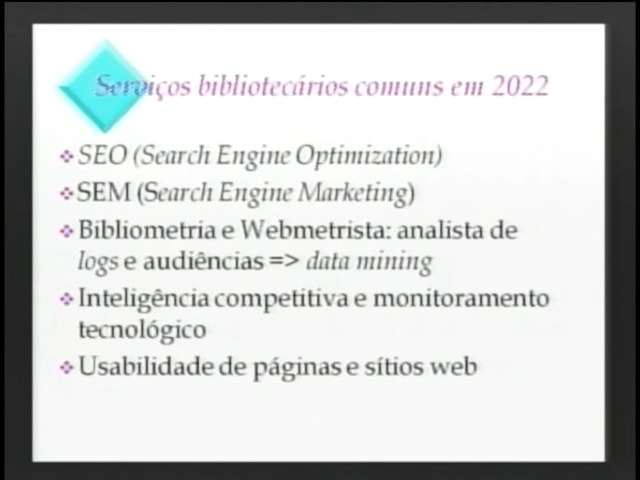 Serviços bibliotecários comuns em 2022
SEO (Search Engine Optimization)
SEM (Search Engine Marketing)
Bibliometria e Webmetrista: analista de
logs e audiências => data mining
Inteligência competitiva e monitoramento
tecnológico
Usabilidade de páginas e sítios web